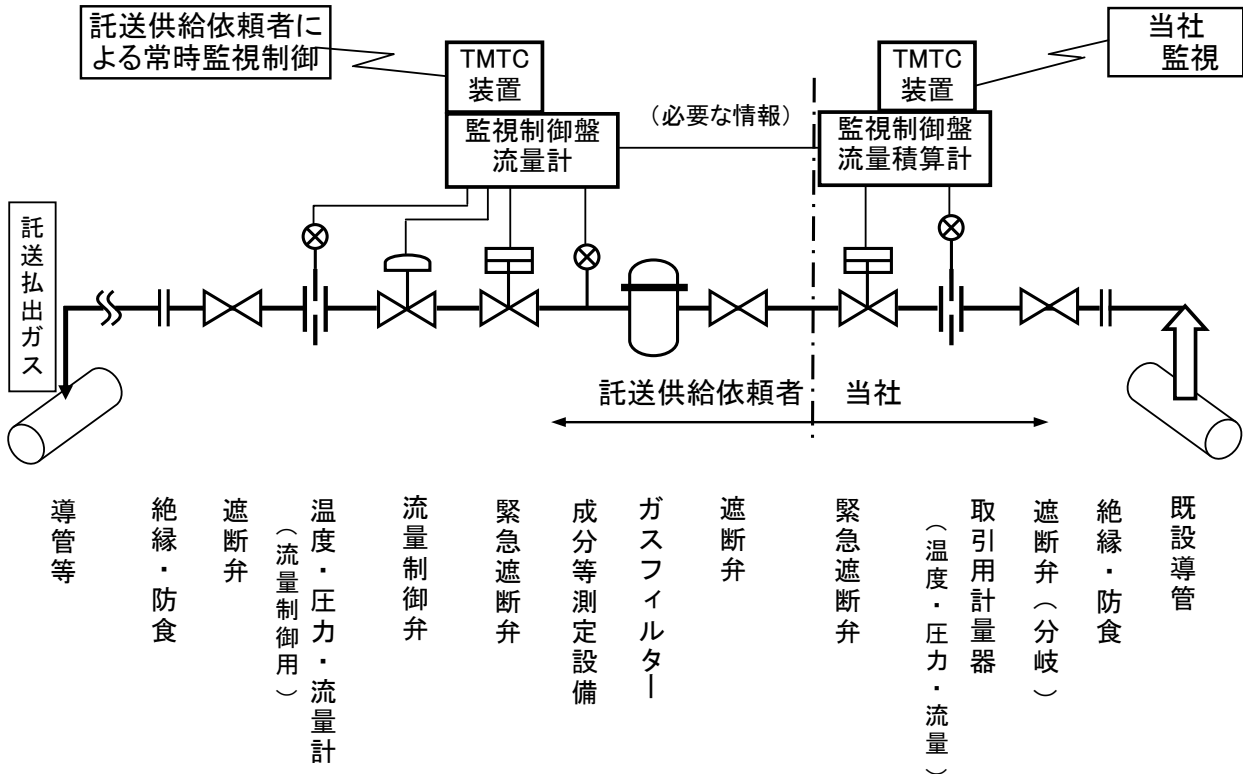 託送供給依頼者に
よる常時監視制御
TMTC
装置
監視制御盤
流量計
（必要な情報）
TMTC
装置
監視制御盤
流量積算計
当社
監視
託送払出ガス
託送供給依頼者
当社
導管等
絶縁・防食
遮断弁
温度・圧力・流量計
（流量制御用）
流量制御弁
緊急遮断弁
成分等測定設備
ガスフィルター
遮断弁
緊急遮断弁
取引用計量器
（温度・圧力・流量）
遮断弁（分岐）
絶縁・防食
既設導管